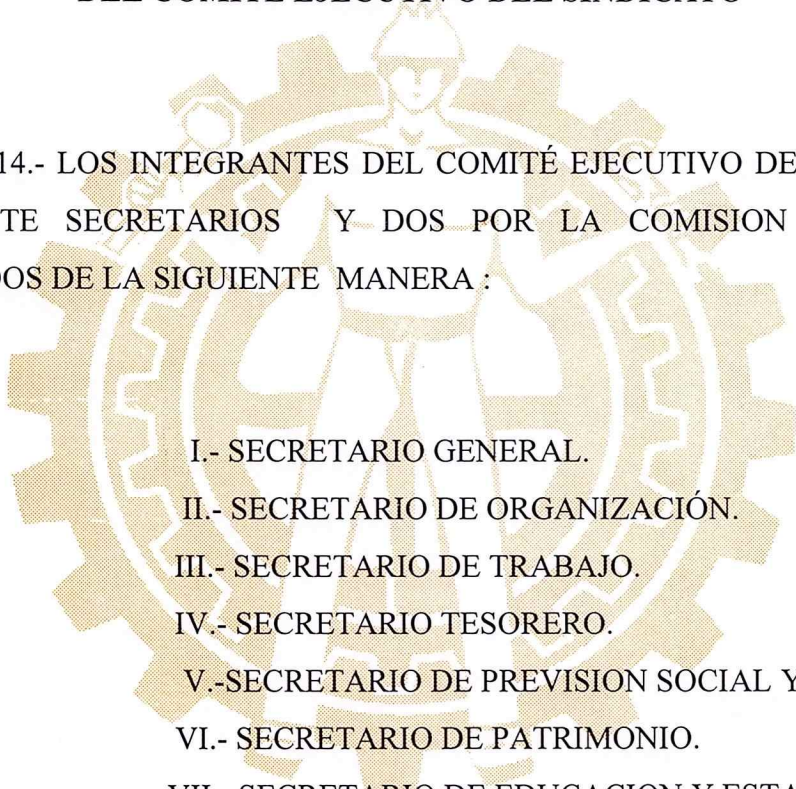 DEL COMITÉ EJECUTIVO DEL SINDICATO
14.- LOS INTEGRANTES DEL COMITÉ EJECUTIVO DE
TE SECRETARIOS Y DOS POR LA COMISION
DOS DE LA SIGUIENTE MANERA :
I.- SECRETARIO GENERAL.
II.- SECRETARIO DE ORGANIZACIÓN.
III.- SECRETARIO DE TRABAJO.
IV.- SECRETARIO TESORERO.
V.-SECRETARIO DE PREVISION SOCIAL Y
VI.- SECRETARIO DE PATRIMONIO.
VII.- SECRETARIO DE EDUCACION Y ESTA